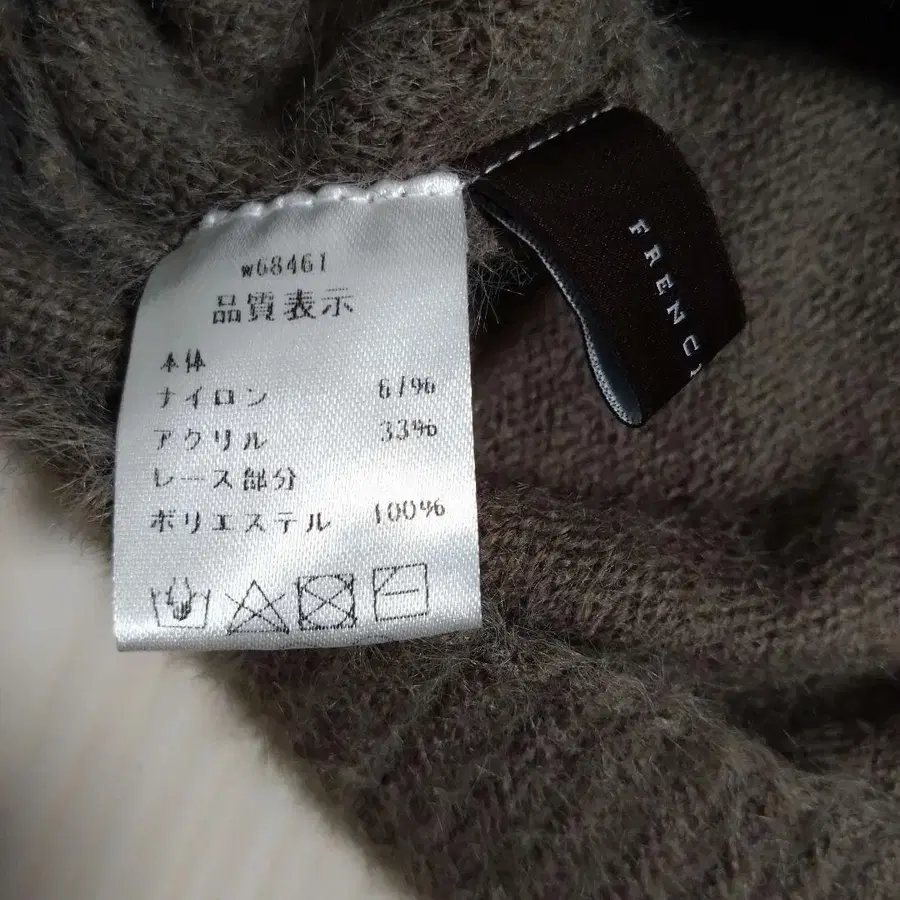 w68461
品質表示
本体
ナイロン 67%
アクリル 33%
レース部分
ポリエステル 100%
FRENC